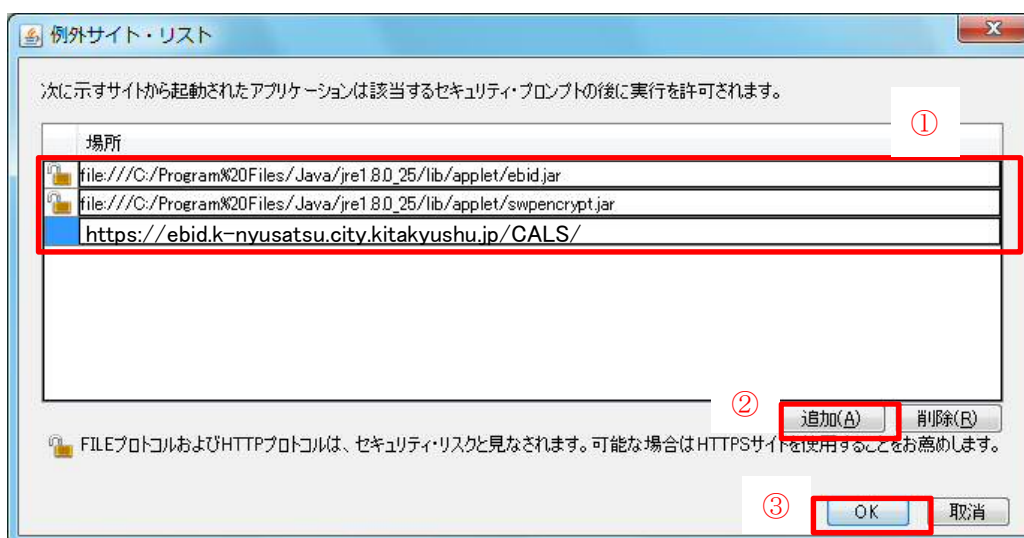 例外サイト・リスト
次に示すサイトから起動されたアプリケーションは該当するセキュリティ・プロンプトの後に実行を許可されます。
①
場所
file:///C:/Program%20Files/Java/jre1.8.0_25/lib/applet/ebid.jar
file:///C:/Program%20Files/Java/jre1.8.0_25/lib/applet/swpencrypt.jar
https://ebid.k-nyusatsu.city.kitakyushu.jp/CALS/
②
追加(A) 削除(R)
FILEプロトコルおよびHTTPプロトコルは、セキュリティ・リスクと見なされます。可能な場合はHTTPSサイトを使用することをお薦めします。
③
OK 取消